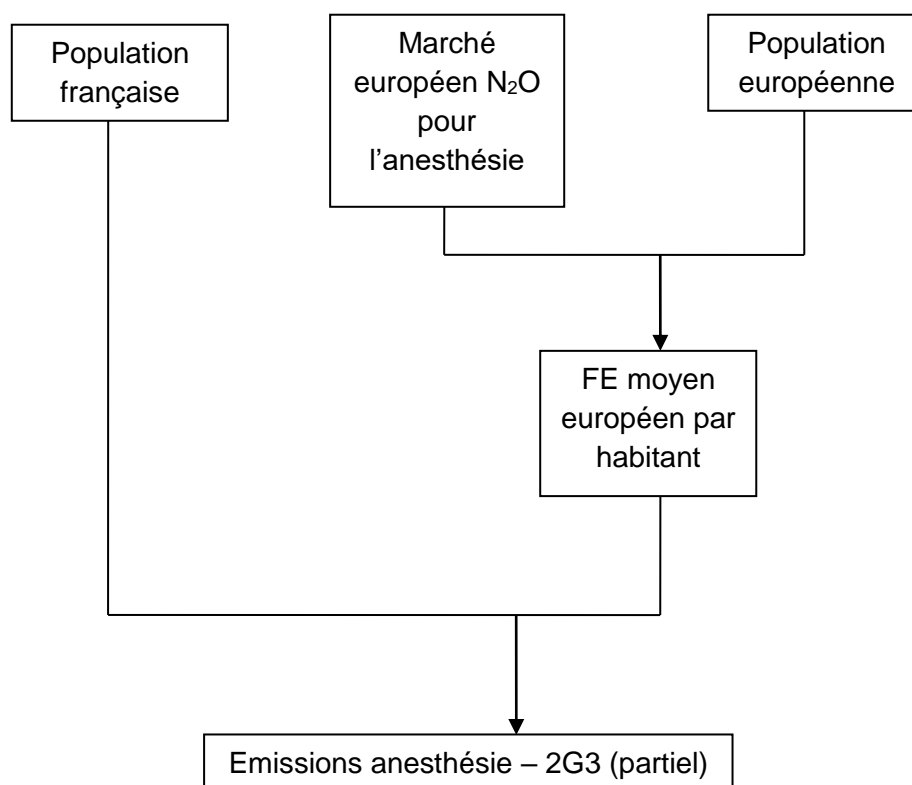 Population
française
Marché
européen N₂O
pour
l’anesthésie
Population
européenne
FE moyen
européen par
habitant
Emissions anesthésie – 2G3 (partiel)